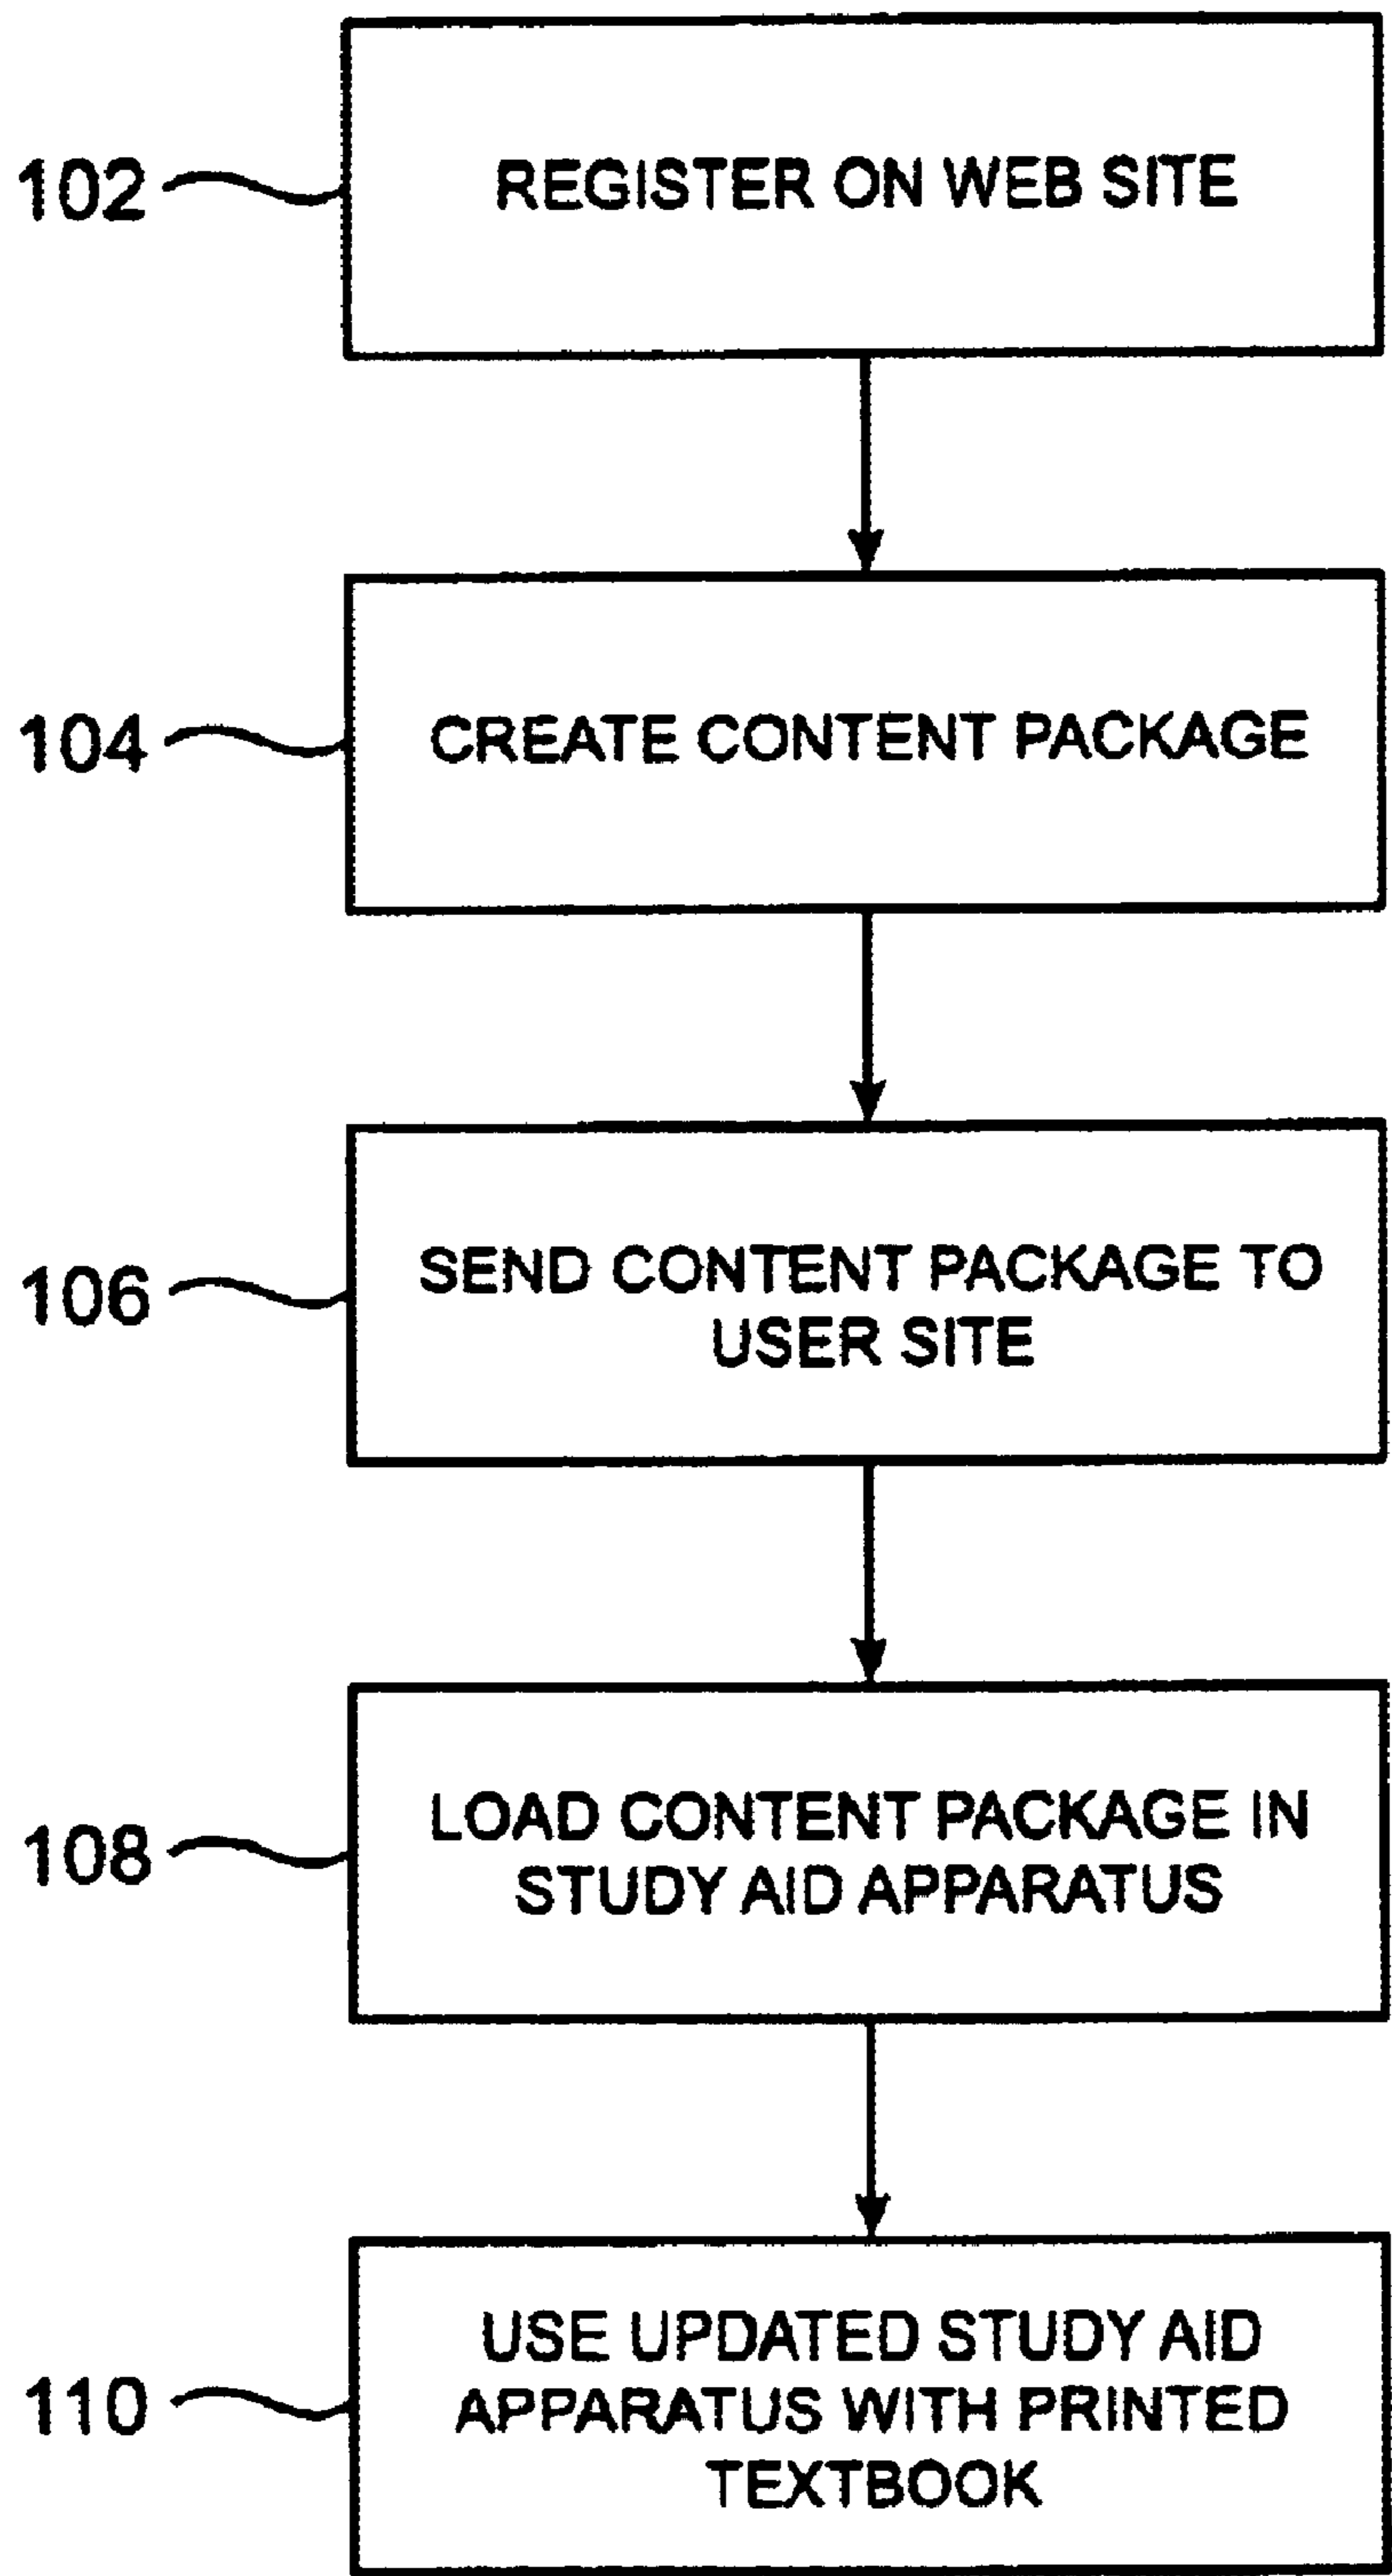 102
REGISTER ON WEB SITE
104
CREATE CONTENT PACKAGE
106
SEND CONTENT PACKAGE TO
USER SITE
108
LOAD CONTENT PACKAGE IN
STUDY AID APPARATUS
110
USE UPDATED STUDY AID
APPARATUS WITH PRINTED
TEXTBOOK